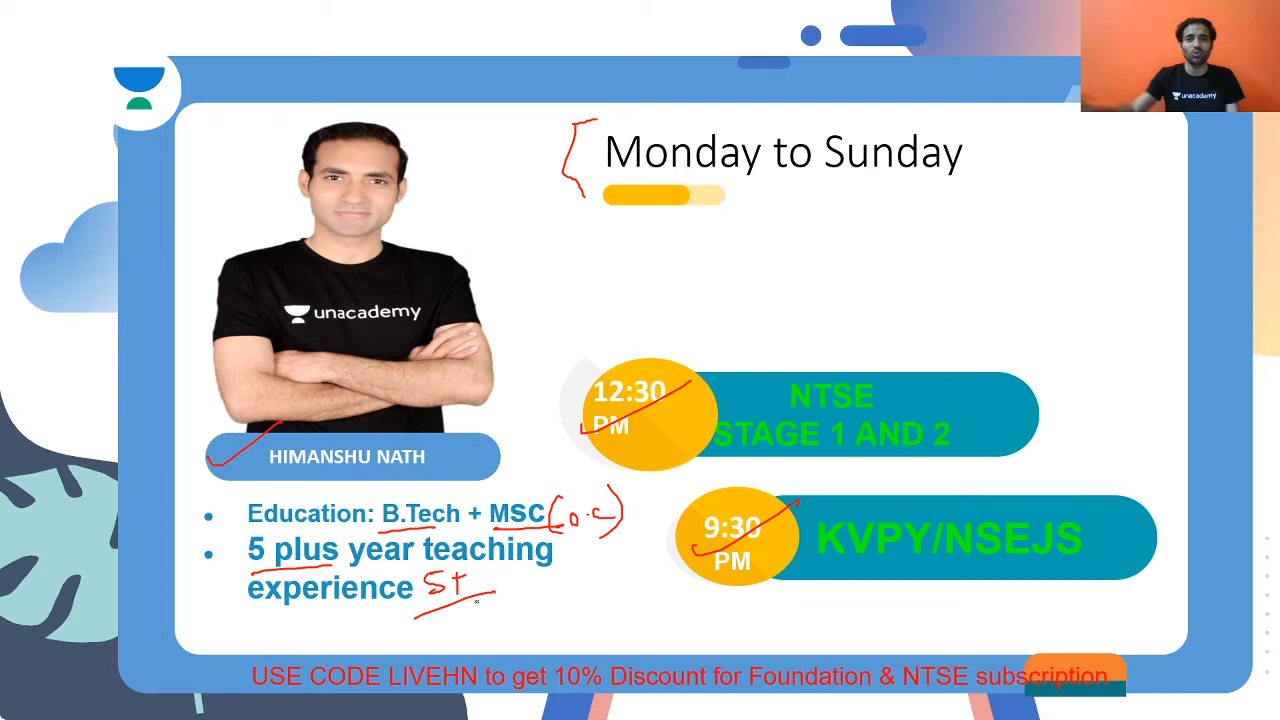 unacademy
Monday to Sunday
unacademy
12:30
PM
NTSE
STAGE 1 AND 2
HIMANSHU NATH
Education: B.Tech + MSC (O.C)
5 plus year teaching
experience 5+
9:30
PM
KVPY/NSEJS
USE CODE LIVEHN to get 10% Discount for Foundation & NTSE subscription